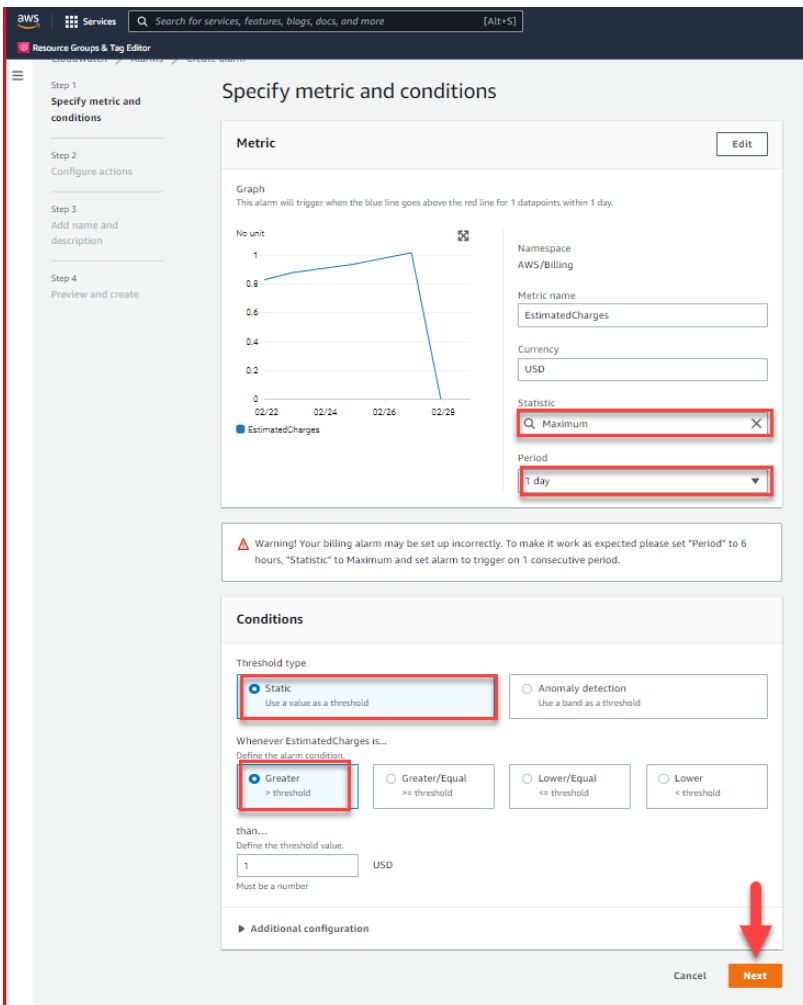 aws
Services
Search for services, features, blogs, docs, and more
[Alt+S]
Resource Groups & Tag Editor
CloudWatch > Alarms > Create alarm
Step 1
Specify metric and
conditions
Step 2
Configure actions
Step 3
Add name and
description
Step 4
Preview and create
Specify metric and conditions
Metric
Edit
Graph
This alarm will trigger when the blue line goes above the red line for 1 datapoints within 1 day.
No unit
1
0.8
0.6
0.4
0.2
0
02/22 02/24 02/26 02/28
EstimatedCharges
Namespace
AWS/Billing
Metric name
EstimatedCharges
Currency
USD
Statistic
Maximum
Period
1 day
Warning! Your billing alarm may be set up incorrectly. To make it work as expected please set "Period" to 6
hours, "Statistic" to Maximum and set alarm to trigger on 1 consecutive period.
Conditions
Threshold type
Static
Use a value as a threshold
Anomaly detection
Use a band as a threshold
Whenever EstimatedCharges is...
Define the alarm condition.
Greater
> threshold
Greater/Equal
>= threshold
Lower/Equal
<= threshold
Lower
< threshold
than...
Define the threshold value.
1
USD
Must be a number
Additional configuration
Cancel
Next